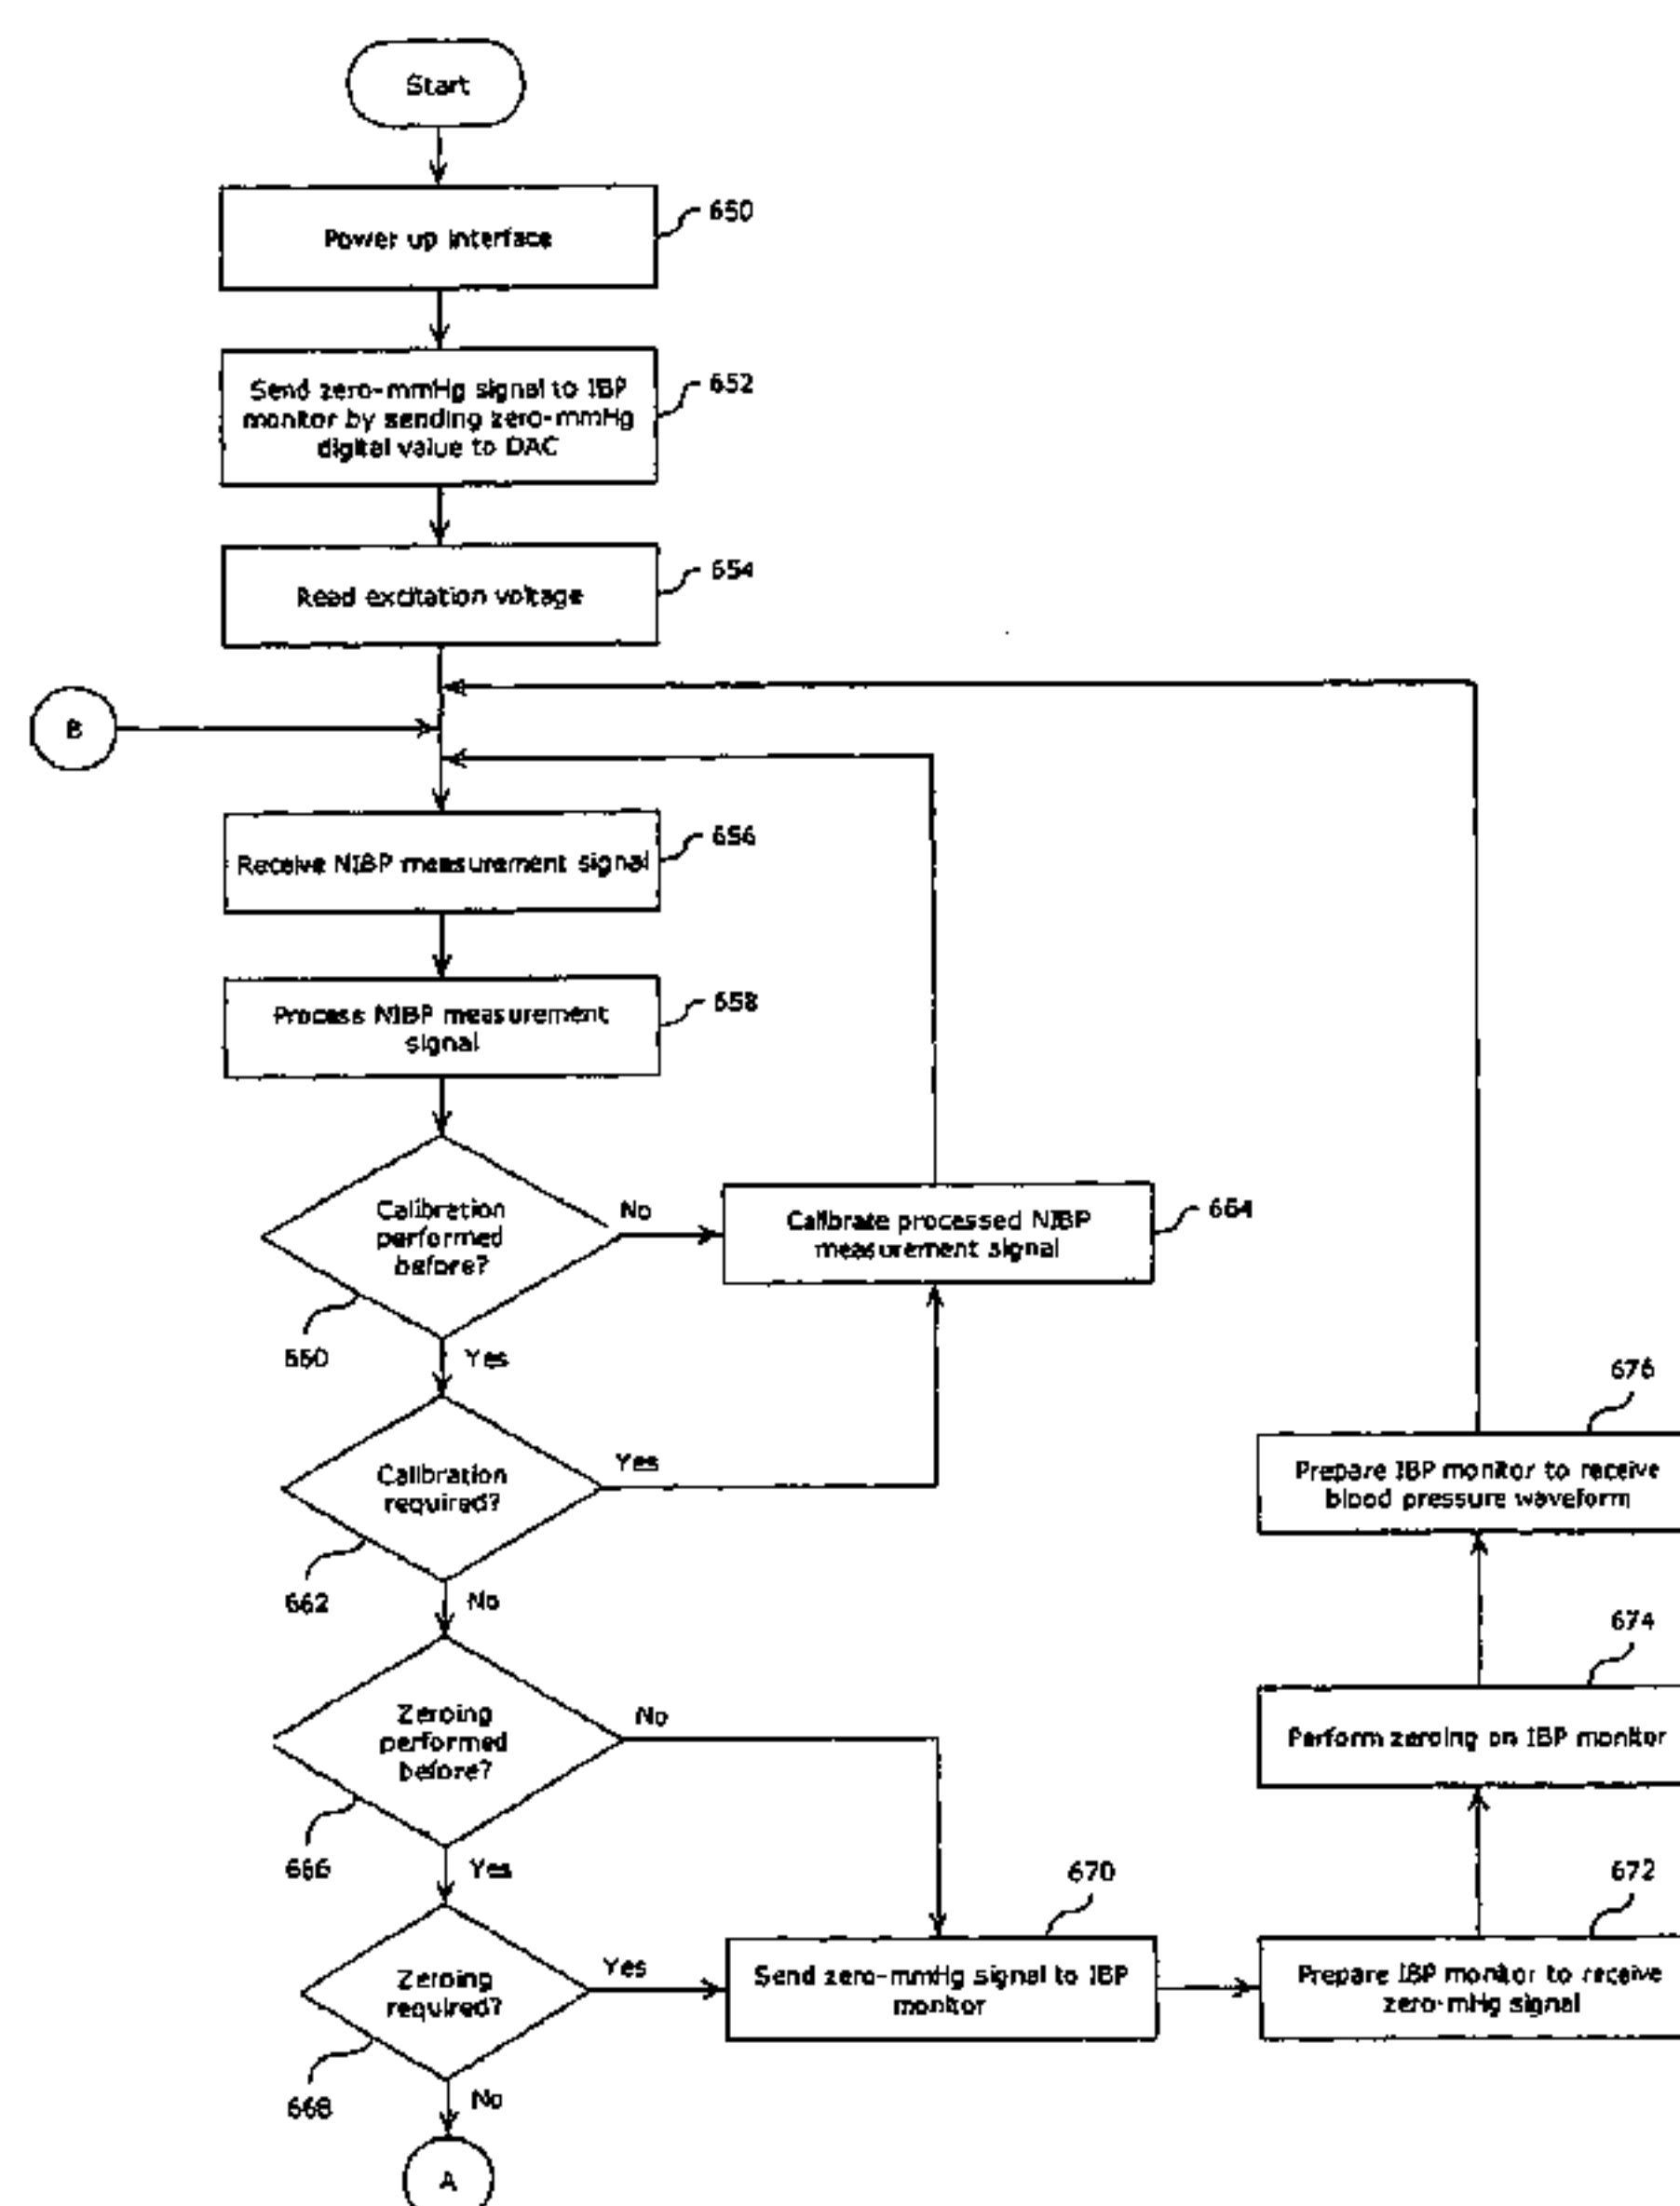 Start
Power up interface
650
Send zero-mmHg signal to IBP
monitor by sending zero-mmHg
digital value to DAC
652
Read excitation voltage
654
B
Receive NIBP measurement signal
656
Process NIBP measurement
signal
658
Calibration
performed
before?
660
No
Yes
Calibrate processed NIBP
measurement signal
664
Calibration
required?
662
Yes
No
Zeroing
performed
before?
666
No
Yes
Zeroing
required?
668
Yes
No
A
Send zero-mmHg signal to IBP
monitor
670
Prepare IBP monitor to receive
zero-mHg signal
672
Perform zeroing on IBP monitor
674
Prepare IBP monitor to receive
blood pressure waveform
676